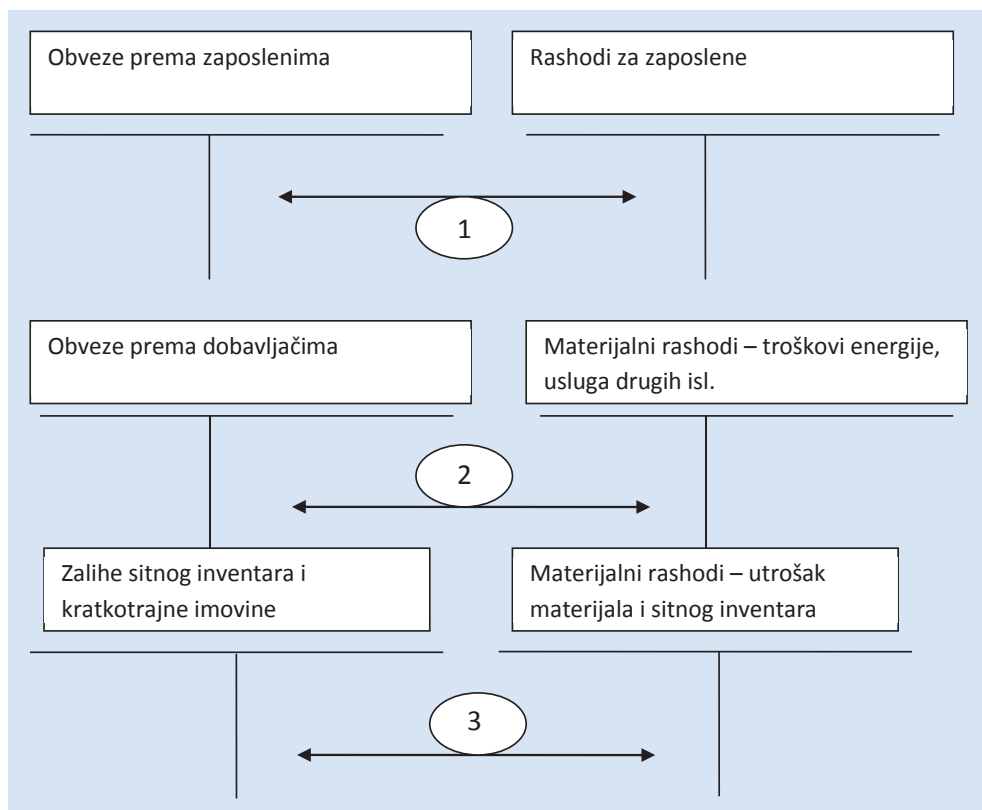 Obveze prema zaposlenima
Rashodi za zaposlene
1
Obveze prema dobavljačima
Materijalni rashodi – troškovi energije,
usluga drugih isl.
2
Zalihe sitnog inventara i
kratkotrajne imovine
Materijalni rashodi – utrošak
materijala i sitnog inventara
3